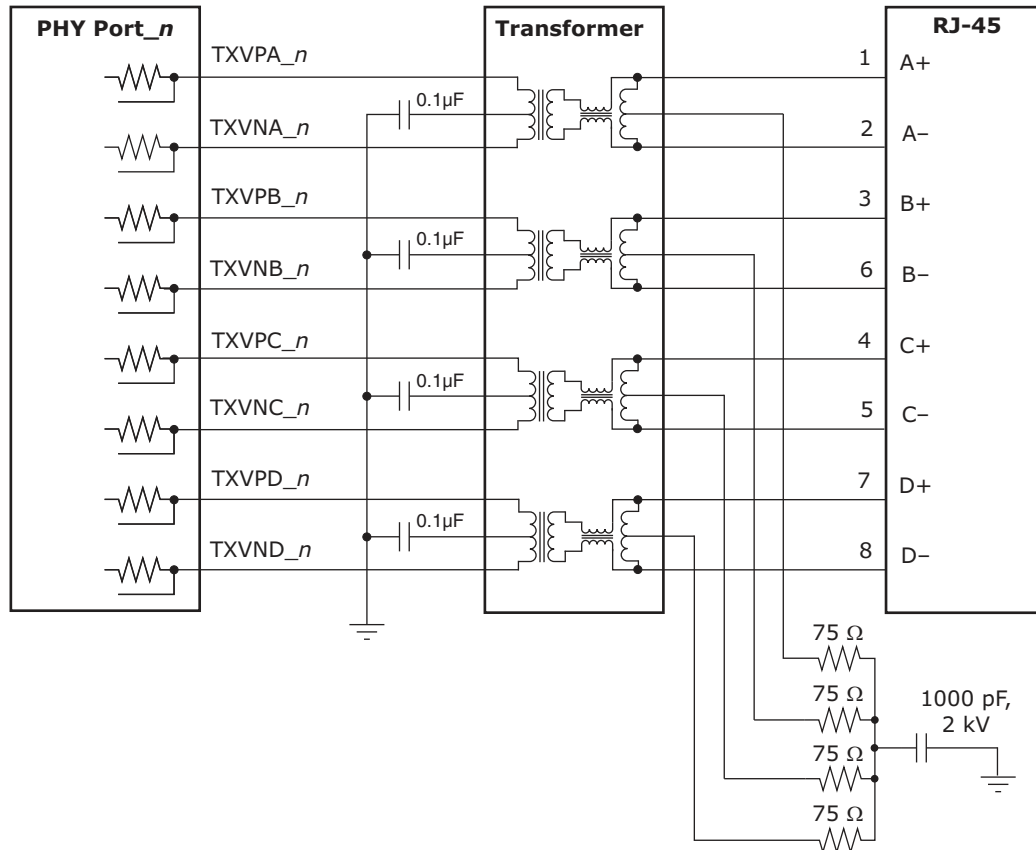 PHY Port_n
Transformer
RJ-45
TXVPA_n
1
A+
0.1µF
TXVNA_n
2
A–
TXVPB_n
3
B+
0.1µF
TXVNB_n
6
B–
TXVPC_n
4
C+
0.1µF
TXVNC_n
5
C–
TXVPD_n
7
D+
0.1µF
TXVND_n
8
D–
75 Ω
75 Ω
1000 pF,
2 kV
75 Ω
75 Ω